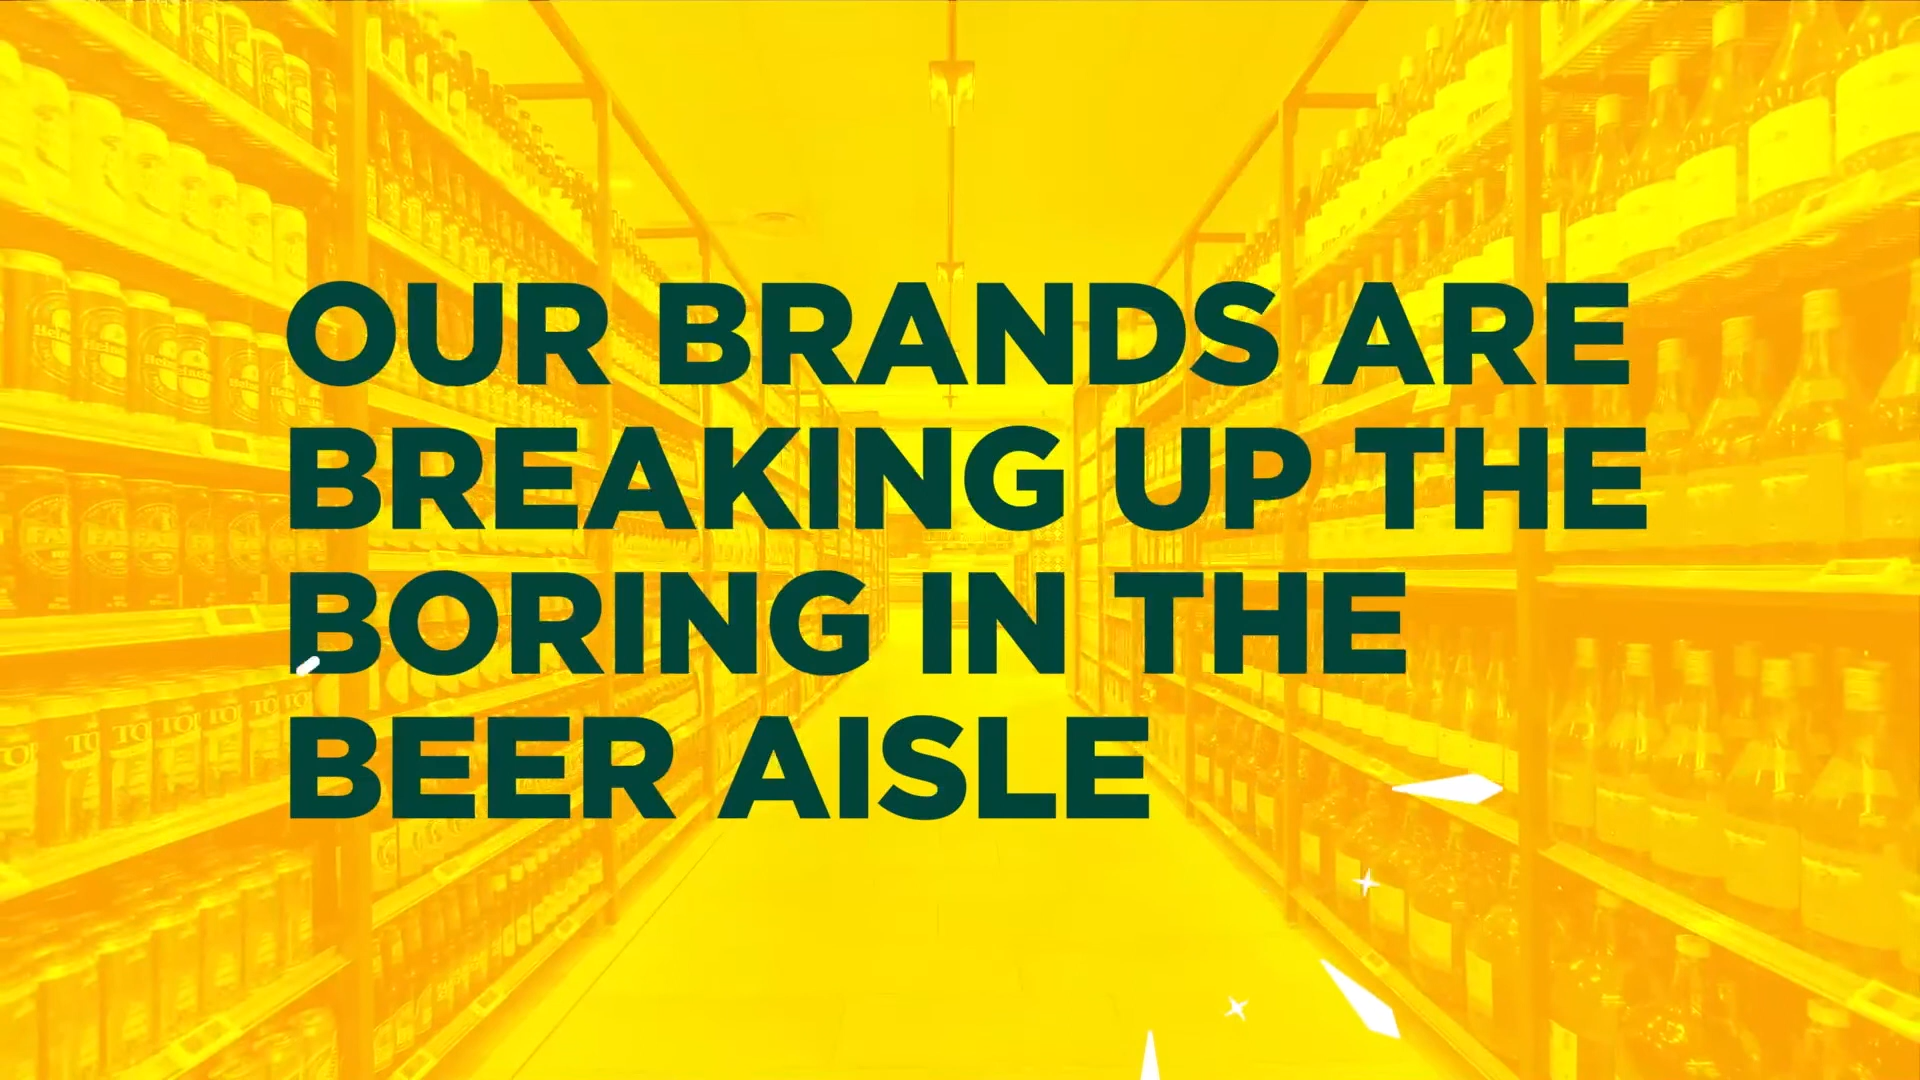 OUR BRANDS ARE
BREAKING UP THE
BORING IN THE
BEER AISLE